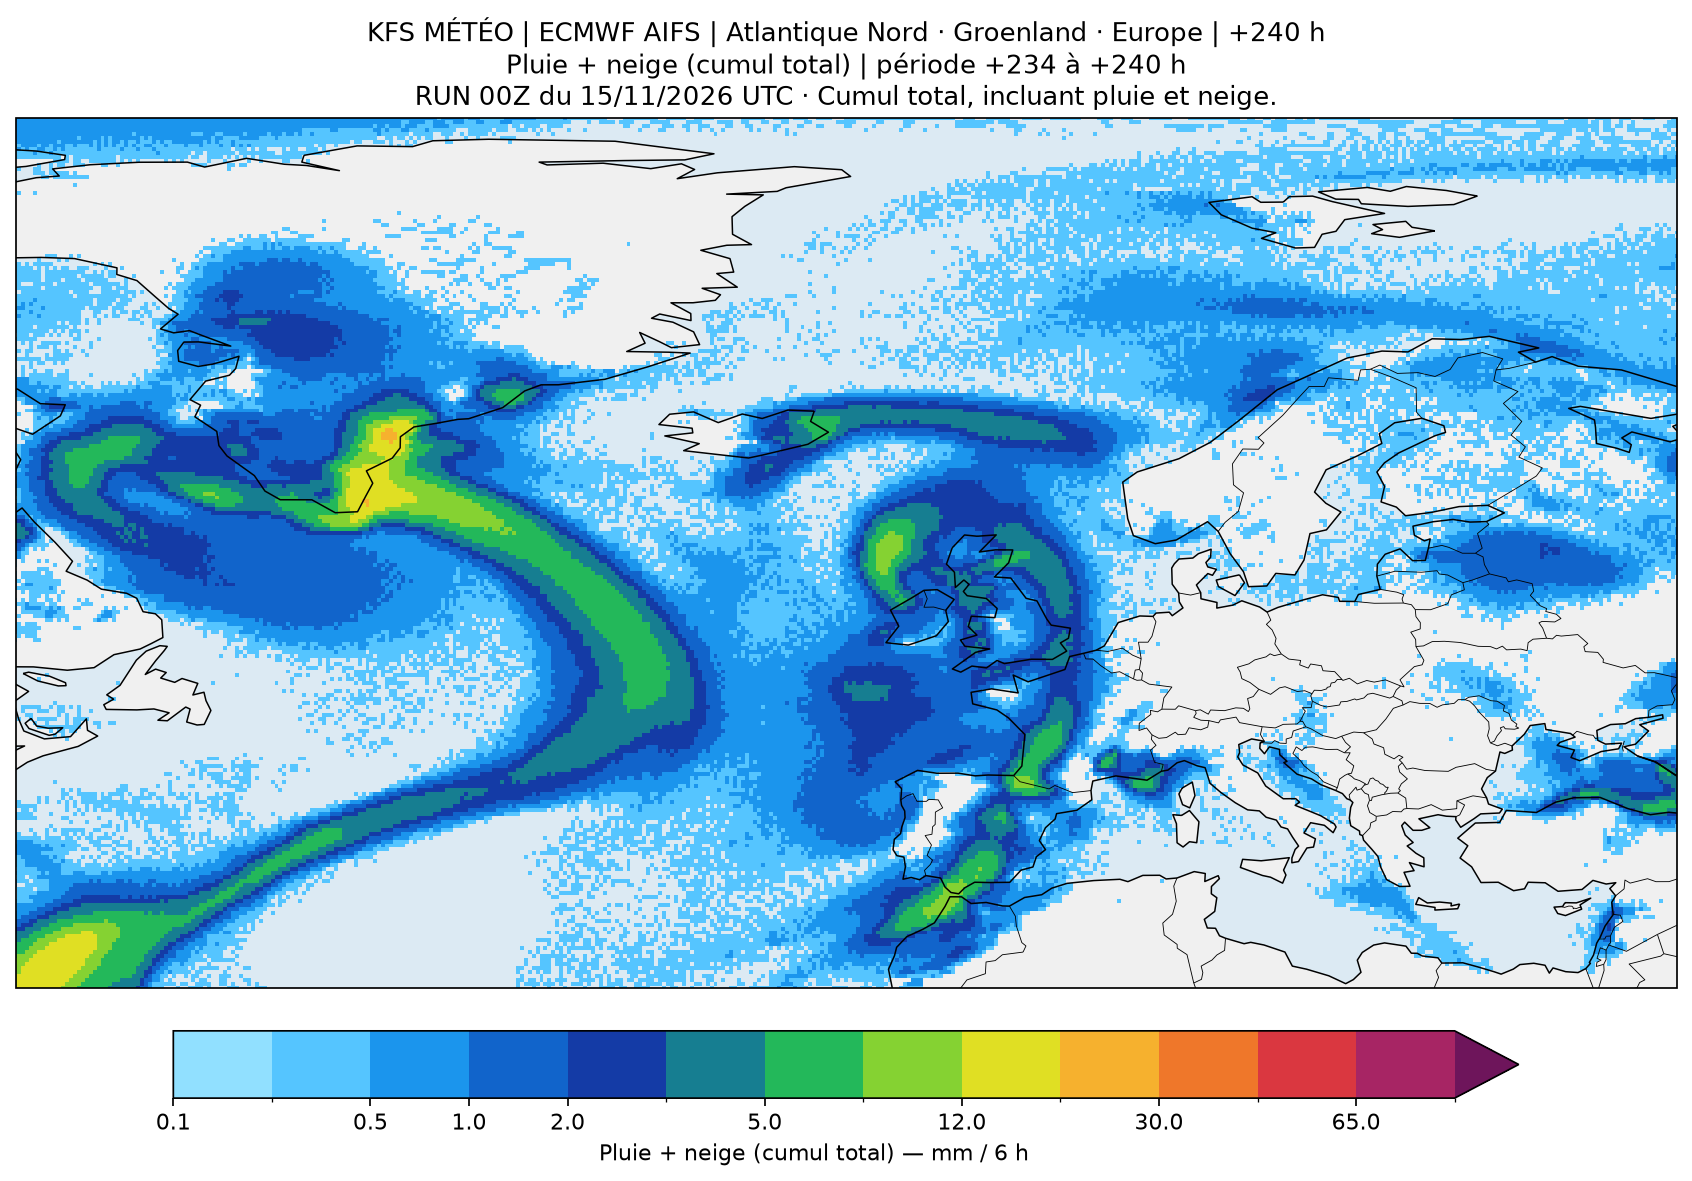 KFS MÉTÉO | ECMWF AIFS | Atlantique Nord · Groenland · Europe | +240 h
Pluie + neige (cumul total) | période +234 à +240 h
RUN 00Z du 15/11/2026 UTC · Cumul total, incluant pluie et neige.
0.1 0.5 1.0 2.0 5.0 12.0 30.0 65.0
Pluie + neige (cumul total) — mm / 6 h